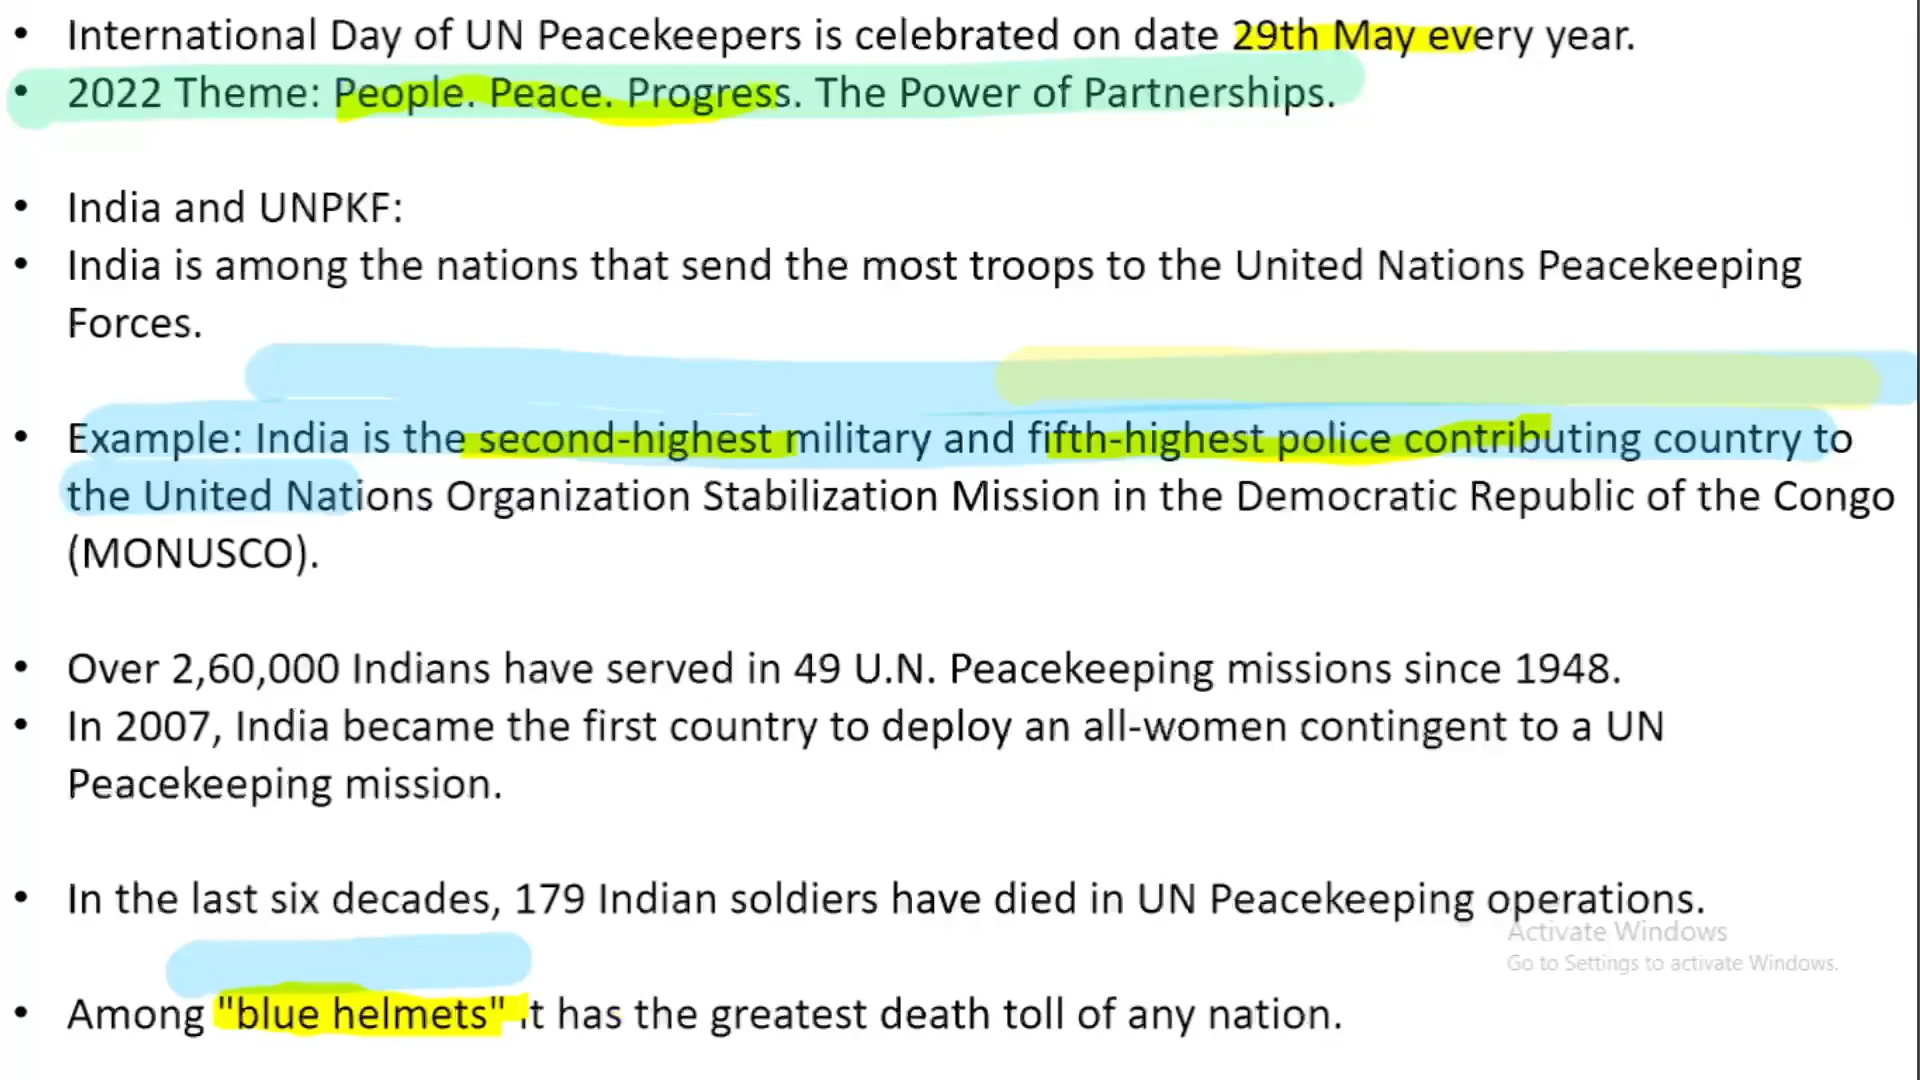 • International Day of UN Peacekeepers is celebrated on date 29th May every year.
• 2022 Theme: People. Peace. Progress. The Power of Partnerships.
• India and UNPKF:
• India is among the nations that send the most troops to the United Nations Peacekeeping
Forces.
• Example: India is the second-highest military and fifth-highest police contributing country to
the United Nations Organization Stabilization Mission in the Democratic Republic of the Congo
(MONUSCO).
• Over 2,60,000 Indians have served in 49 U.N. Peacekeeping missions since 1948.
• In 2007, India became the first country to deploy an all-women contingent to a UN
Peacekeeping mission.
• In the last six decades, 179 Indian soldiers have died in UN Peacekeeping operations.
Activate Windows
Go to Settings to activate Windows.
• Among "blue helmets" it has the greatest death toll of any nation.